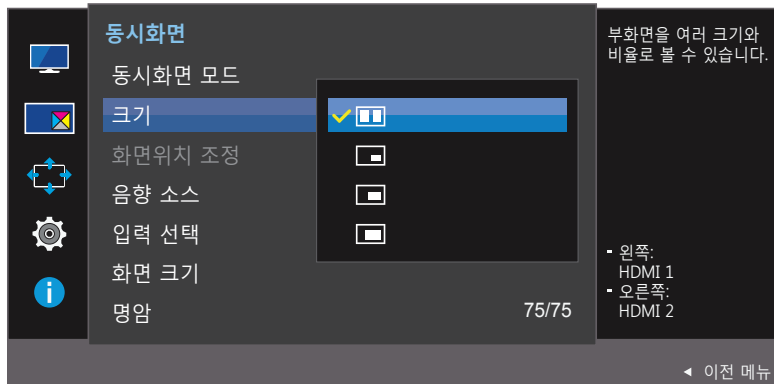 동시화면
동시화면 모드
크기
화면위치 조정
음향 소스
입력 선택
화면 크기
명암 75/75
부화면을 여러 크기와
비율로 볼 수 있습니다.
- 왼쪽:
HDMI 1
- 오른쪽:
HDMI 2
◀ 이전 메뉴